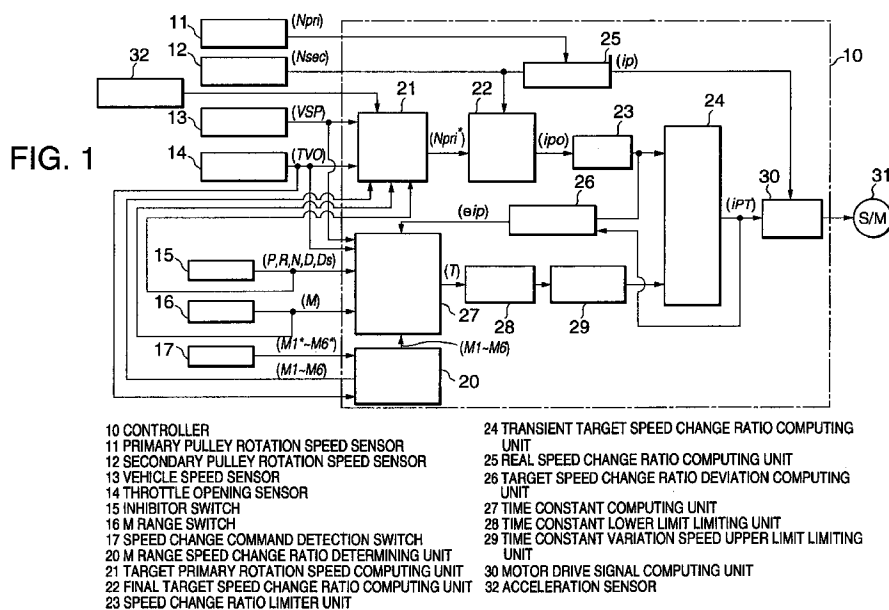 FIG. 1
11
(Npri)
12
(Nsec)
25
(ip)
10
32
21
22
24
13
(VSP)
(Npri*)
(ipo)
23
14
(TVO)
26
(eip)
(iPT)
30
31
S/M
15
(P,R,N,D,Ds)
(T)
16
(M)
27
28
29
17
(M1*~M6*)
(M1~M6)
(M1~M6)
20
10 CONTROLLER
11 PRIMARY PULLEY ROTATION SPEED SENSOR
12 SECONDARY PULLEY ROTATION SPEED SENSOR
13 VEHICLE SPEED SENSOR
14 THROTTLE OPENING SENSOR
15 INHIBITOR SWITCH
16 M RANGE SWITCH
17 SPEED CHANGE COMMAND DETECTION SWITCH
20 M RANGE SPEED CHANGE RATIO DETERMINING UNIT
21 TARGET PRIMARY ROTATION SPEED COMPUTING UNIT
22 FINAL TARGET SPEED CHANGE RATIO COMPUTING UNIT
23 SPEED CHANGE RATIO LIMITER UNIT
24 TRANSIENT TARGET SPEED CHANGE RATIO COMPUTING
UNIT
25 REAL SPEED CHANGE RATIO COMPUTING UNIT
26 TARGET SPEED CHANGE RATIO DEVIATION COMPUTING
UNIT
27 TIME CONSTANT COMPUTING UNIT
28 TIME CONSTANT LOWER LIMIT LIMITING UNIT
29 TIME CONSTANT VARIATION SPEED UPPER LIMIT LIMITING
UNIT
30 MOTOR DRIVE SIGNAL COMPUTING UNIT
32 ACCELERATION SENSOR